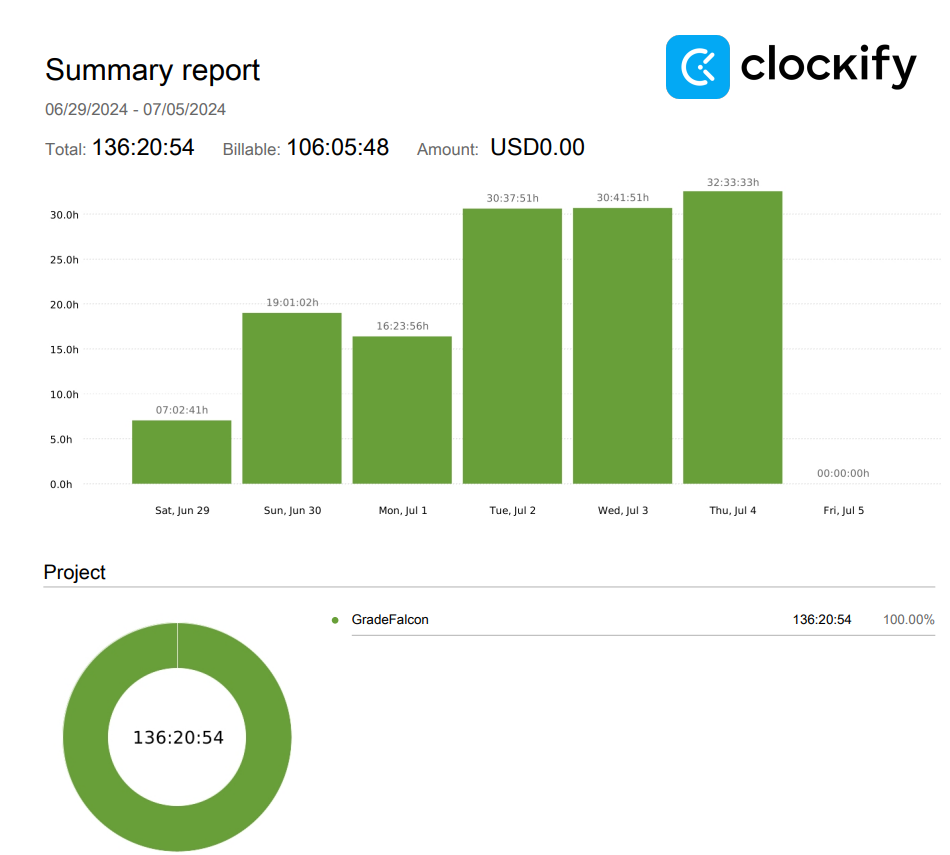 clockify
Summary report
06/29/2024 - 07/05/2024
Total: 136:20:54 Billable: 106:05:48 Amount: USD0.00
32:33:33h
30:37:51h 30:41:51h
30.0h
25.0h
19:01:02h
20.0h
16:23:56h
15.0h
10.0h
07:02:41h
5.0h
00:00:00h
0.0h
Sat, Jun 29 Sun, Jun 30 Mon, Jul 1 Tue, Jul 2 Wed, Jul 3 Thu, Jul 4 Fri, Jul 5
Project
GradeFalcon 136:20:54 100.00%
136:20:54